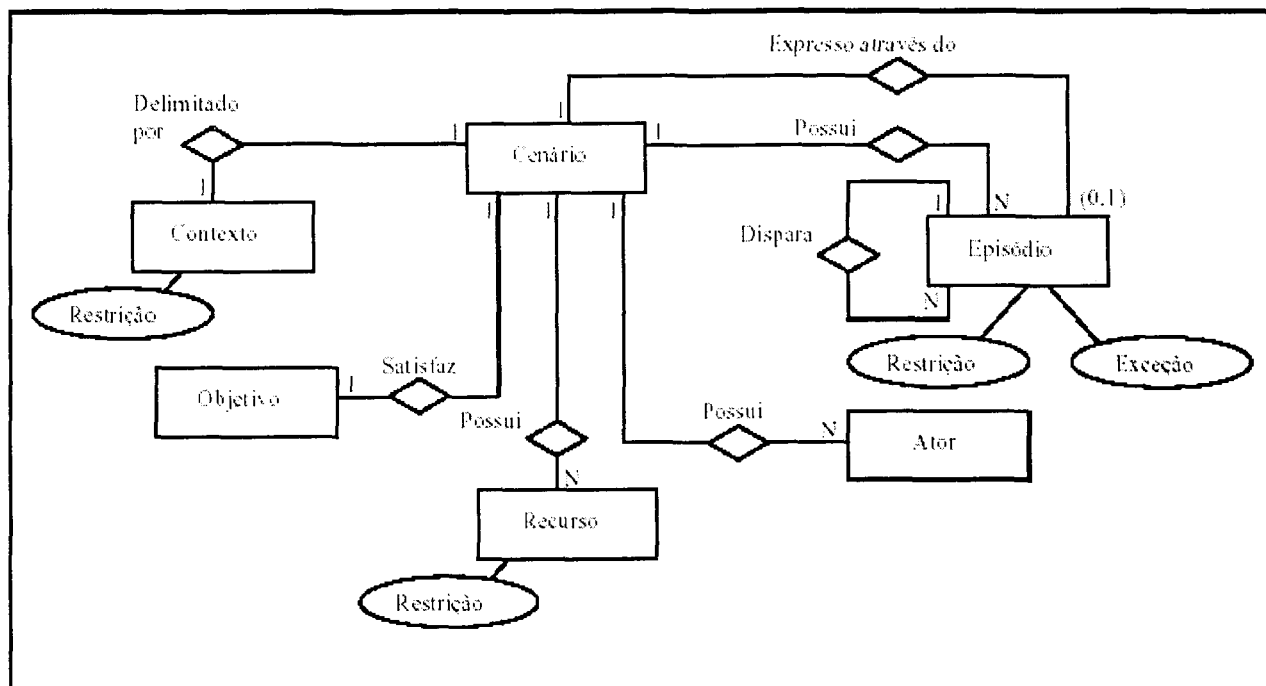 Expresso através do
1
Delimitado
por
1
Cenário
1
Possui
1
Contexto
Restrição
1
1
1
1
N
(0,1)
Dispara
Episódio
N
Restrição
Exceção
Objetivo
1
Satisfaz
Possui
N
Recurso
Restrição
Possui
N
Ator